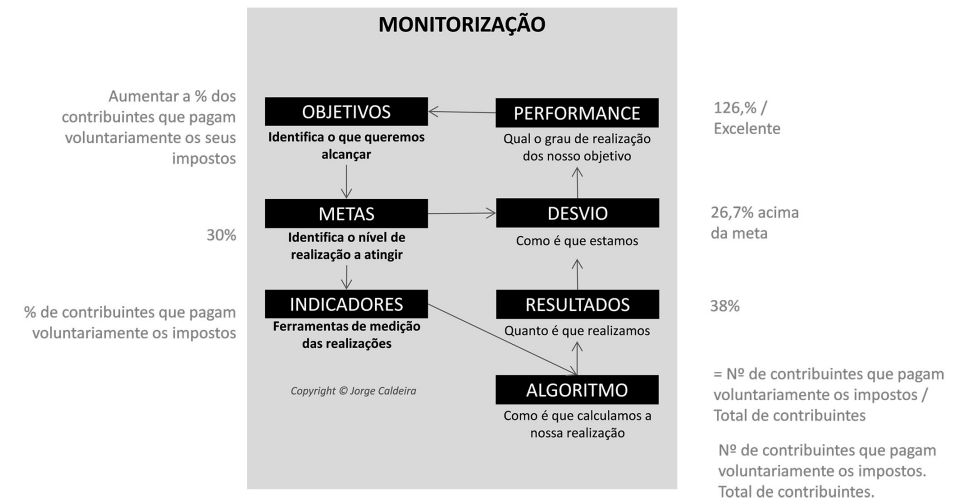 MONITORIZAÇÃO
Aumentar a % dos
contribuintes que pagam
voluntariamente os seus
impostos
OBJETIVOS
Identifica o que queremos
alcançar
PERFORMANCE
Qual o grau de realização
dos nosso objetivo
126,% /
Excelente
30%
METAS
Identifica o nível de
realização a atingir
DESVIO
Como é que estamos
26,7% acima
da meta
% de contribuintes que pagam
voluntariamente os impostos
INDICADORES
Ferramentas de medição
das realizações
RESULTADOS
Quanto é que realizamos
38%
Copyright © Jorge Caldeira
ALGORITMO
Como é que calculamos a
nossa realização
= Nº de contribuintes que pagam
voluntariamente os impostos /
Total de contribuintes
Nº de contribuintes que pagam
voluntariamente os impostos.
Total de contribuintes.